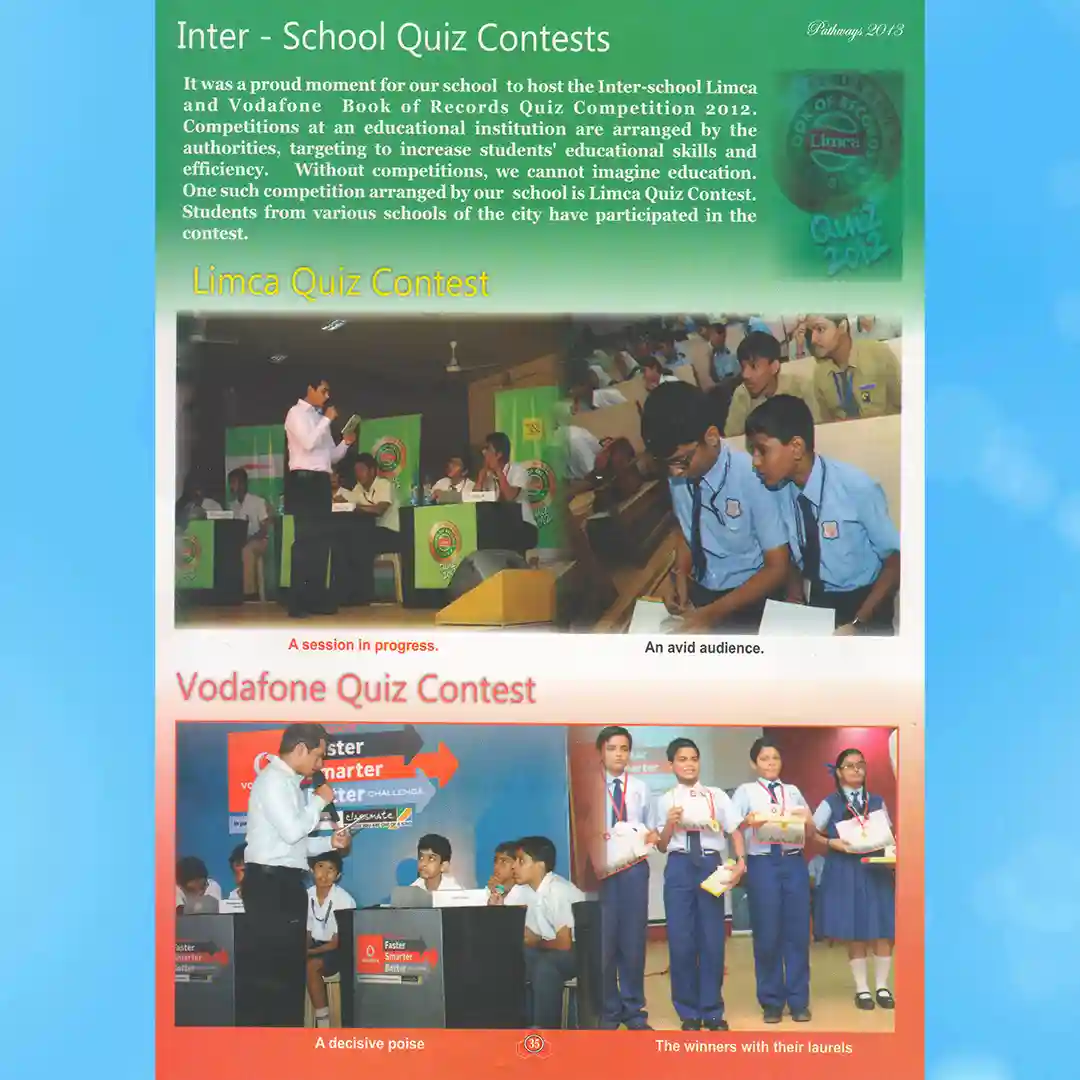 Inter - School Quiz Contests
Pathways 2013
It was a proud moment for our school to host the Inter-school Limca
and Vodafone Book of Records Quiz Competition 2012.
Competitions at an educational institution are arranged by the
authorities, targeting to increase students' educational skills and
efficiency. Without competitions, we cannot imagine education.
One such competition arranged by our school is Limca Quiz Contest.
Students from various schools of the city have participated in the
contest.
BOOK OF RECORDS
Limca
Quiz
2012
Limca Quiz Contest
A session in progress.
An avid audience.
Vodafone Quiz Contest
ster
marter
tter CHALLENGE
classmate
Faster
Smarter
Better
A decisive poise
35
The winners with their laurels